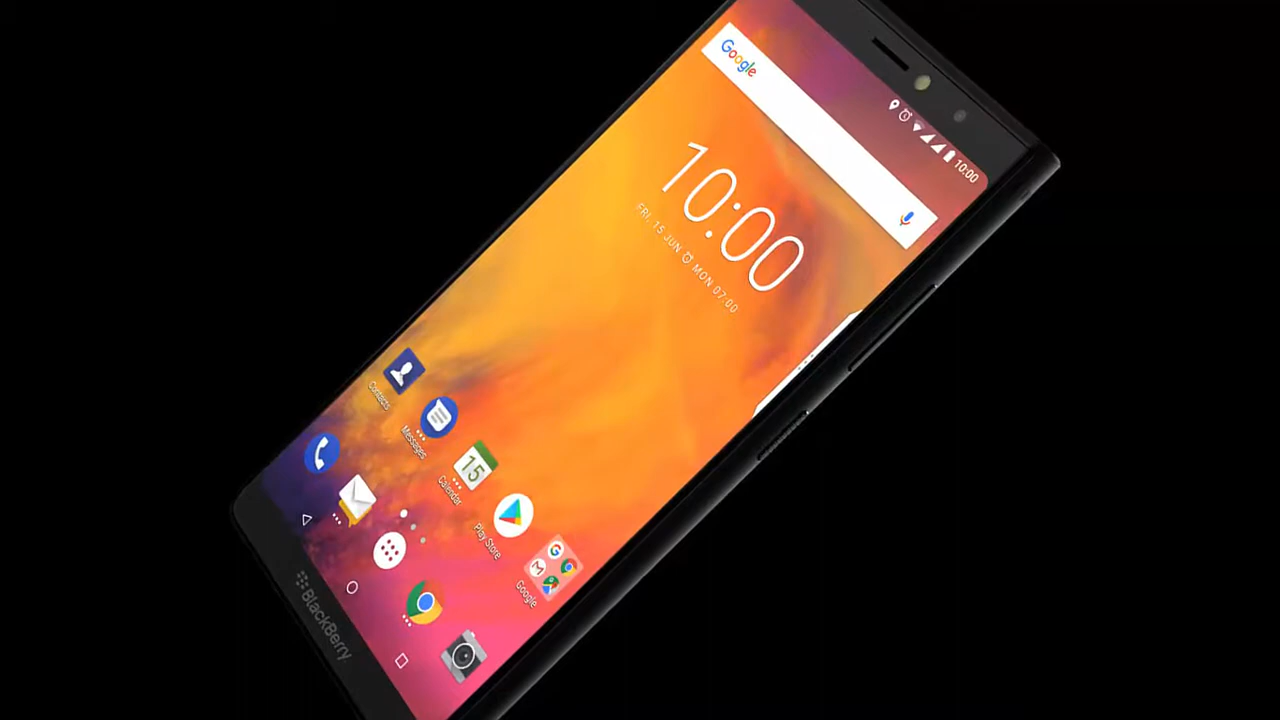 Google
10:00
10:00
FRI, 15 JUN MON 07:00
Contacts
Messages
15
Calendar
Play Store
G
M
Google
BlackBerry